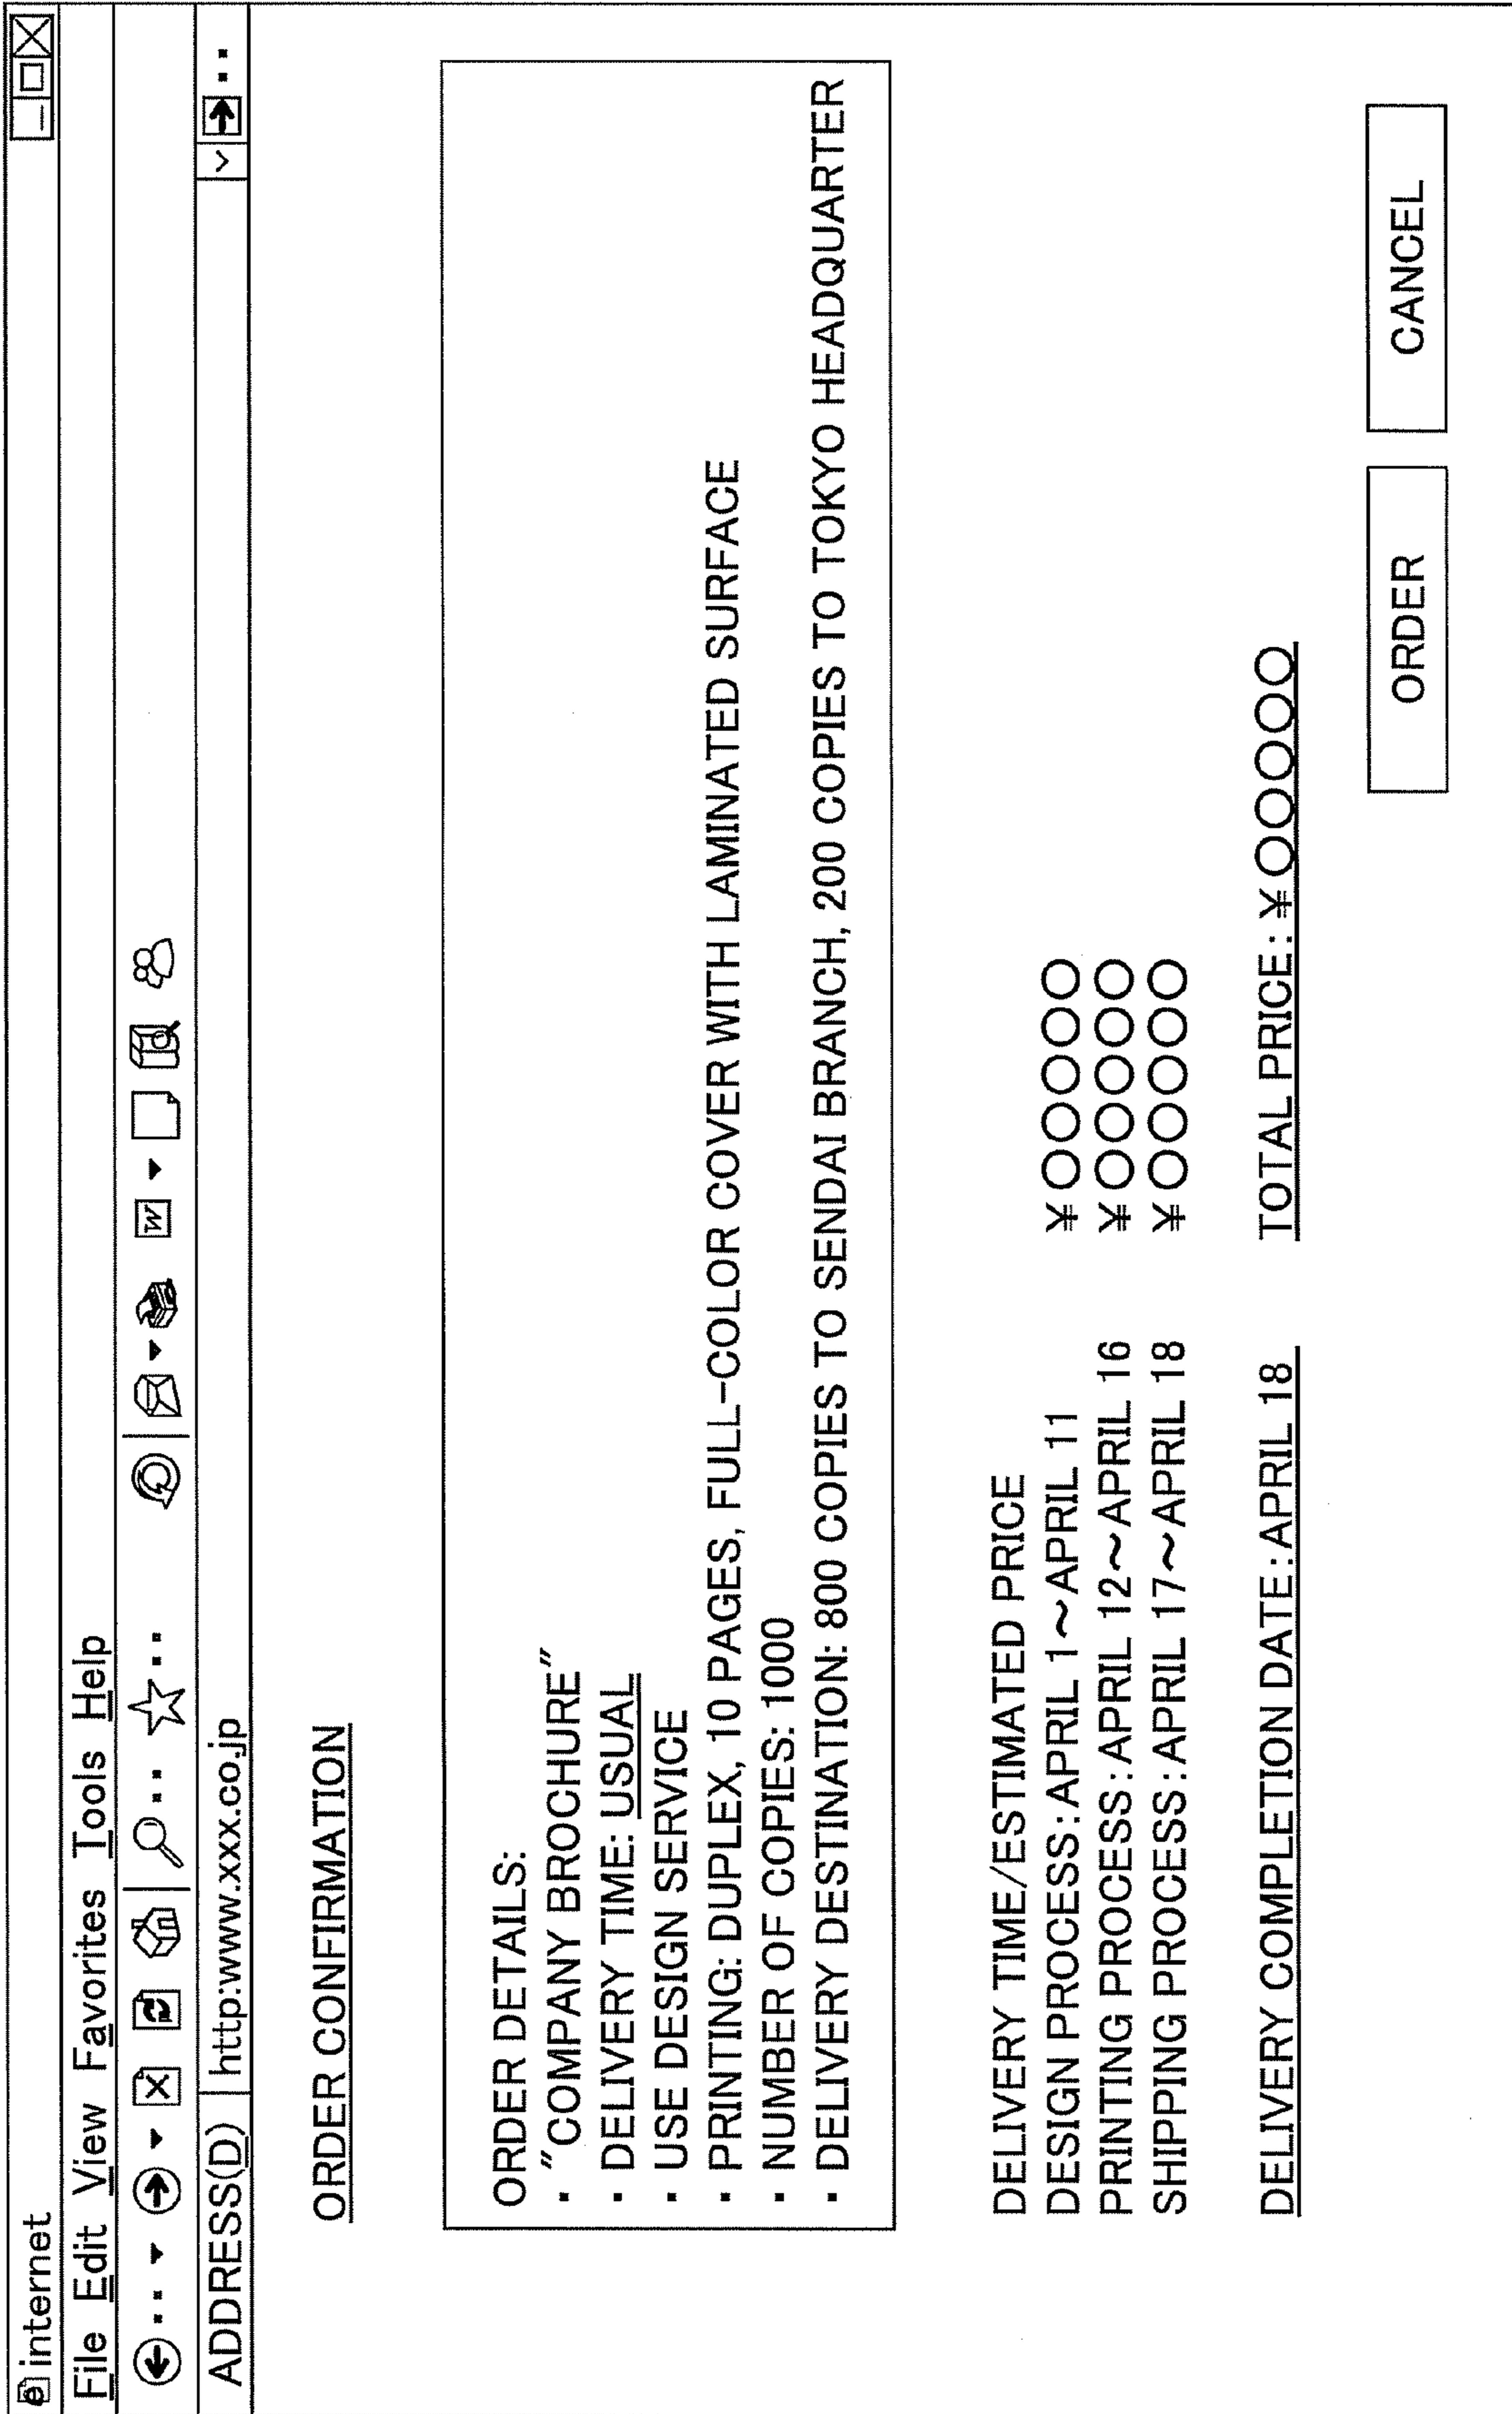 internet
File Edit View Favorites Tools Help
ADDRESS(D) http:www.xxx.co.jp
ORDER CONFIRMATION
ORDER DETAILS:
・ "COMPANY BROCHURE"
・ DELIVERY TIME: USUAL
・ USE DESIGN SERVICE
・ PRINTING: DUPLEX, 10 PAGES, FULL-COLOR COVER WITH LAMINATED SURFACE
・ NUMBER OF COPIES: 1000
・ DELIVERY DESTINATION: 800 COPIES TO SENDAI BRANCH, 200 COPIES TO TOKYO HEADQUARTER
DELIVERY TIME/ESTIMATED PRICE
DESIGN PROCESS:APRIL 1~APRIL 11 ¥○○○○○
PRINTING PROCESS:APRIL 12~APRIL 16 ¥○○○○○
SHIPPING PROCESS:APRIL 17~APRIL 18 ¥○○○○○
DELIVERY COMPLETION DATE:APRIL 18 TOTAL PRICE:¥○○○○○
ORDER CANCEL